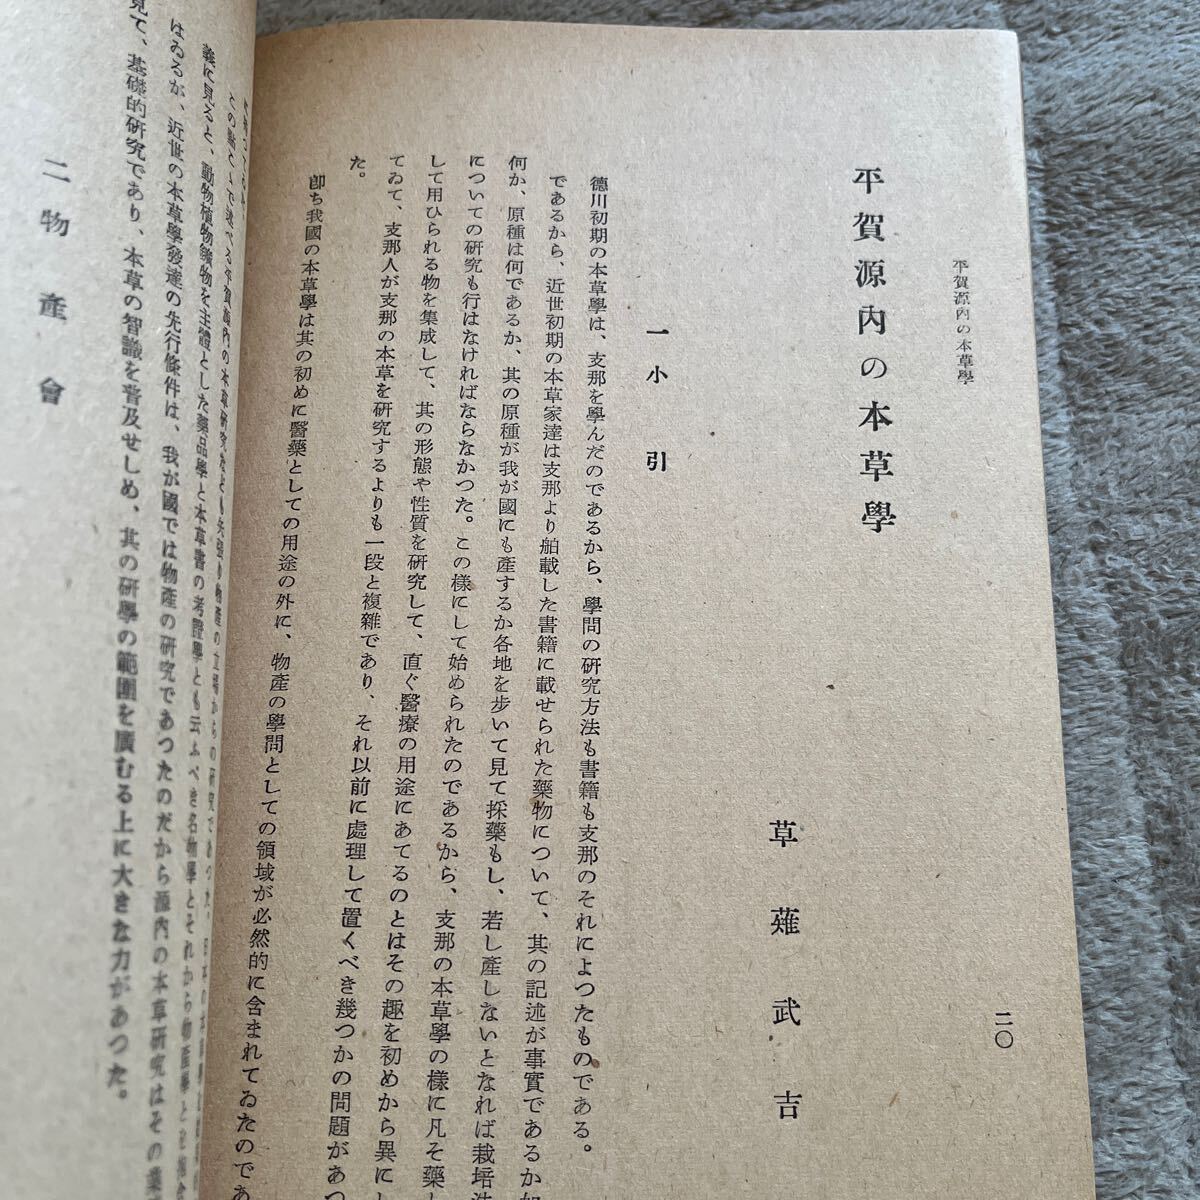 平賀源內の本草學
二〇
平賀源內の本草學
草薙武吉
一 小引
德川初期の本草學は、支那を學んだのであるから、學問の硏究方法も書籍も支那のそれによつたものである。
であるから、近世初期の本草家達は支那より舶載した書籍に載せられた藥物について、其の記述が事實であるか如
何か、原種は何であるか、其の原種が我が國にも產するか各地を步いて見て採藥もし、若し產しないとなれば栽培法
についての硏究も行はなければならなかつた。この樣にして始められたのであるから、支那の本草學の樣に凡そ藥し
して用ひられる物を集成して、其の形態や性質を硏究して、直ぐ醫療の用途にあてるのとはその趣を初めから異にし
てゐて、支那人が支那の本草を硏究するよりも一段と複雜であり、それ以前に處理して置くべき幾つかの問題があつ
た。
卽ち我國の本草學は其の初めに醫藥としての用途の外に、物產の學問としての領域が必然的に含まれてゐたのであ
この點で
義に見ると、動物植物鑛物を主體とした藥品學と本草書の考證學とも云ふべき名物學とそれから物產學とを
はゐるが、近世の本草學發達の先行條件は、我が國では物產の硏究であつたのだから源內の本草硏究はその
見て、基礎的硏究であり、本草の智識を普及せしめ、其の硏學の範圍を廣むる上に大きな力があつた。
二 物產會